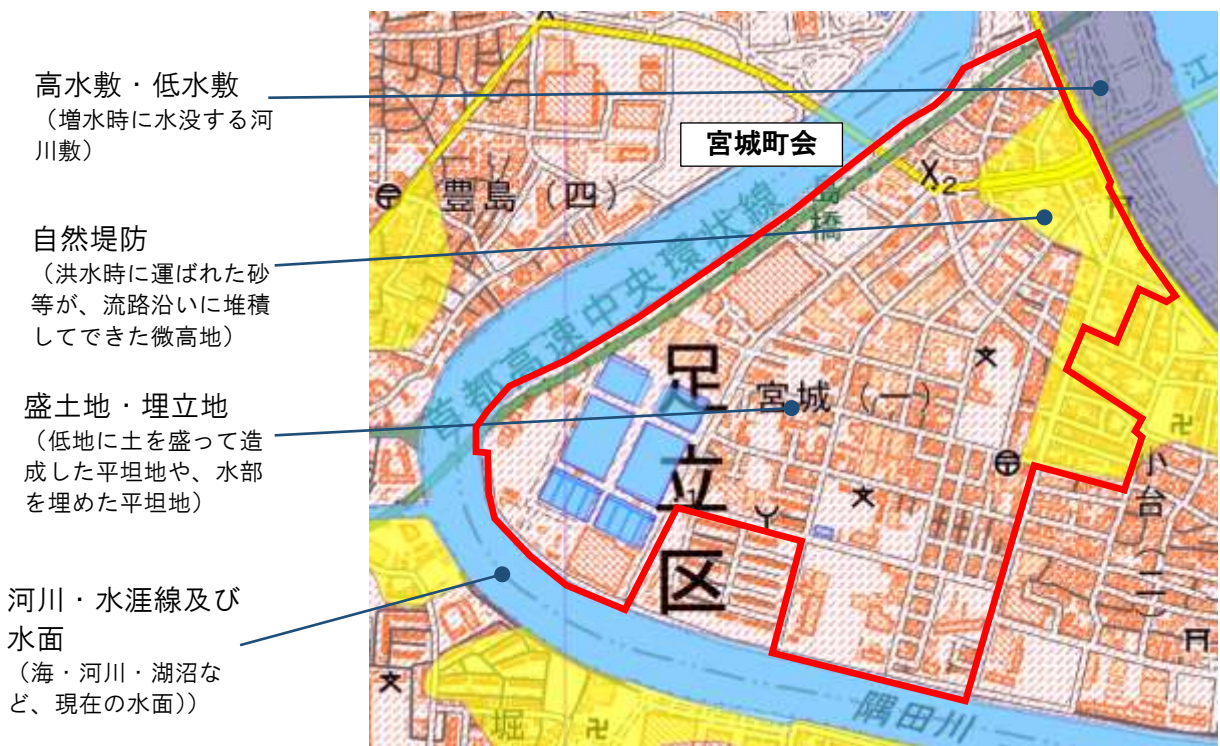 高水敷・低水敷
（増水時に水没する河
川敷）
自然堤防
（洪水時に運ばれた砂
等が、流路沿いに堆積
してできた微高地）
盛土地・埋立地
（低地に土を盛って造
成した平坦地や、水部
を埋めた平坦地）
河川・水涯線及び
水面
（海・河川・湖沼な
ど、現在の水面））
宮城町会
江
豊島（四）
島橋
首都高速中央環状線
足立区
宮城（一）
小台（二）
隅田川
堀